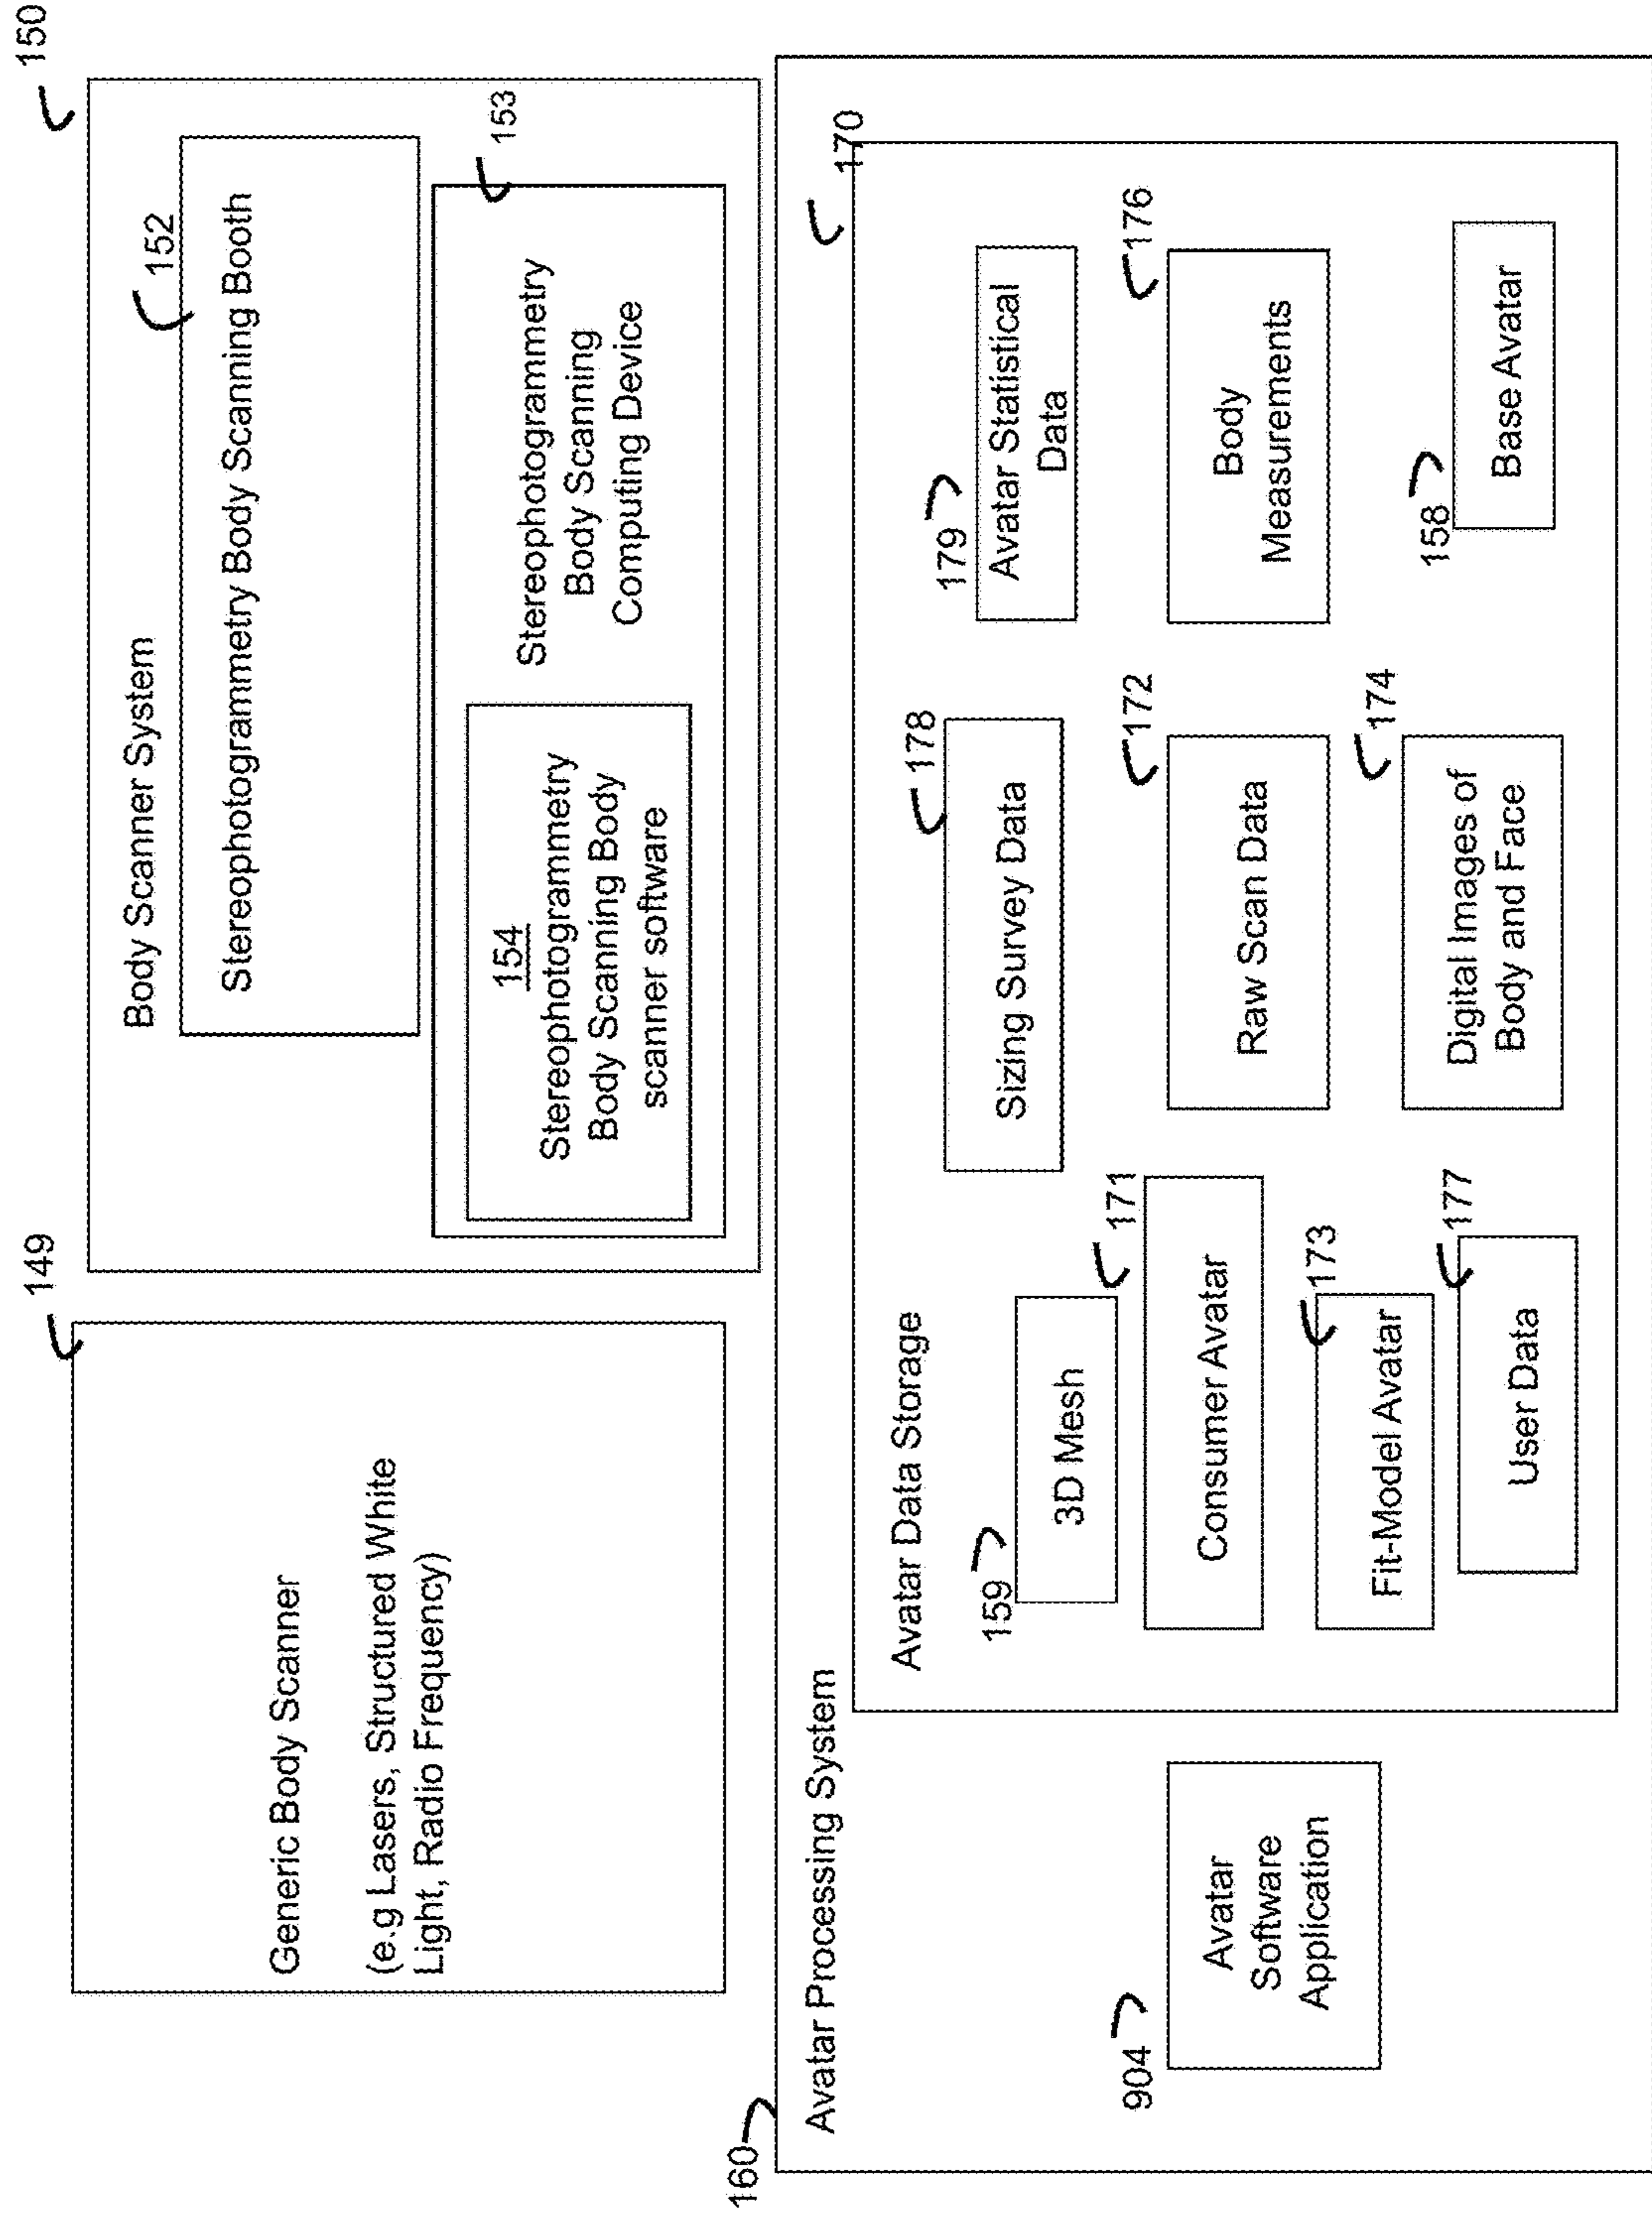 149
Generic Body Scanner
(e.g Lasers, Structured White
Light, Radio Frequency)
150
Body Scanner System
152
Stereophotogrammetry Body Scanning Booth
153
154
Stereophotogrammetry
Body Scanning Body
scanner software
Stereophotogrammetry
Body Scanning
Computing Device
160
Avatar Processing System
904
Avatar
Software
Application
170
Avatar Data Storage
159
3D Mesh
171
Consumer Avatar
173
Fit-Model Avatar
177
User Data
178
Sizing Survey Data
172
Raw Scan Data
174
Digital Images of
Body and Face
179
Avatar Statistical
Data
176
Body
Measurements
158
Base Avatar